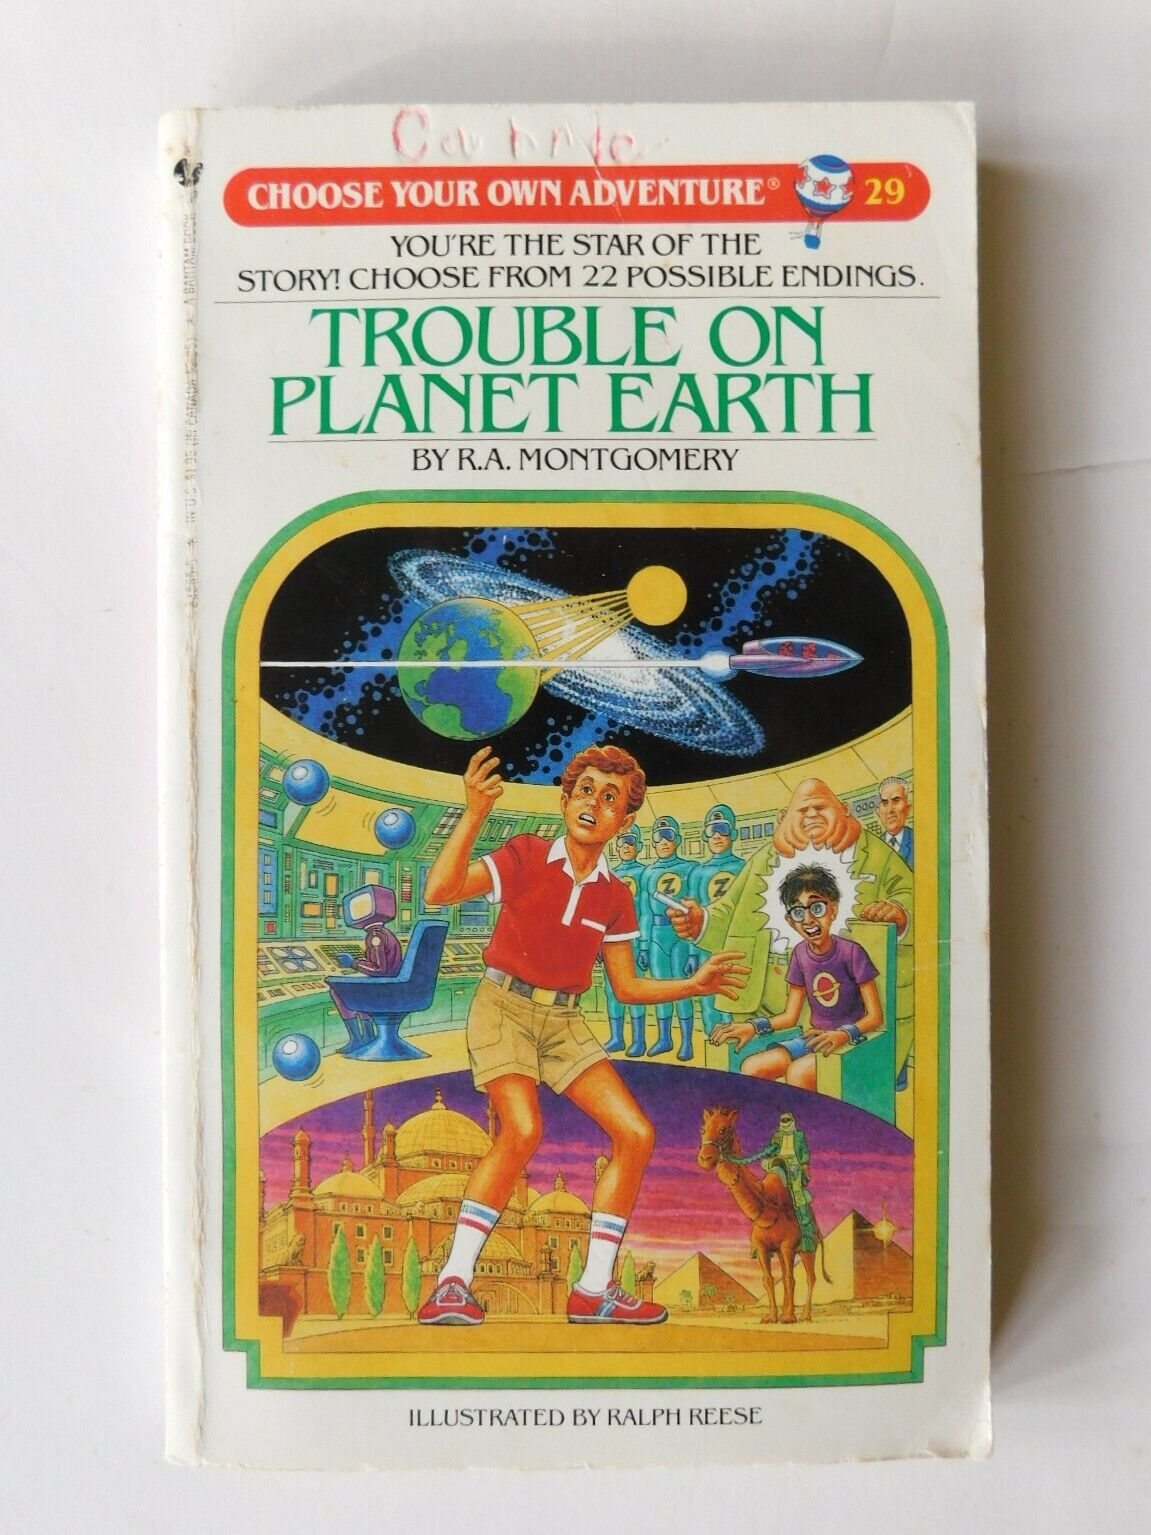 CHOOSE YOUR OWN ADVENTURE® 29
YOU'RE THE STAR OF THE
STORY! CHOOSE FROM 22 POSSIBLE ENDINGS.
TROUBLE ON
PLANET EARTH
BY R.A. MONTGOMERY
Z
Z
ILLUSTRATED BY RALPH REESE